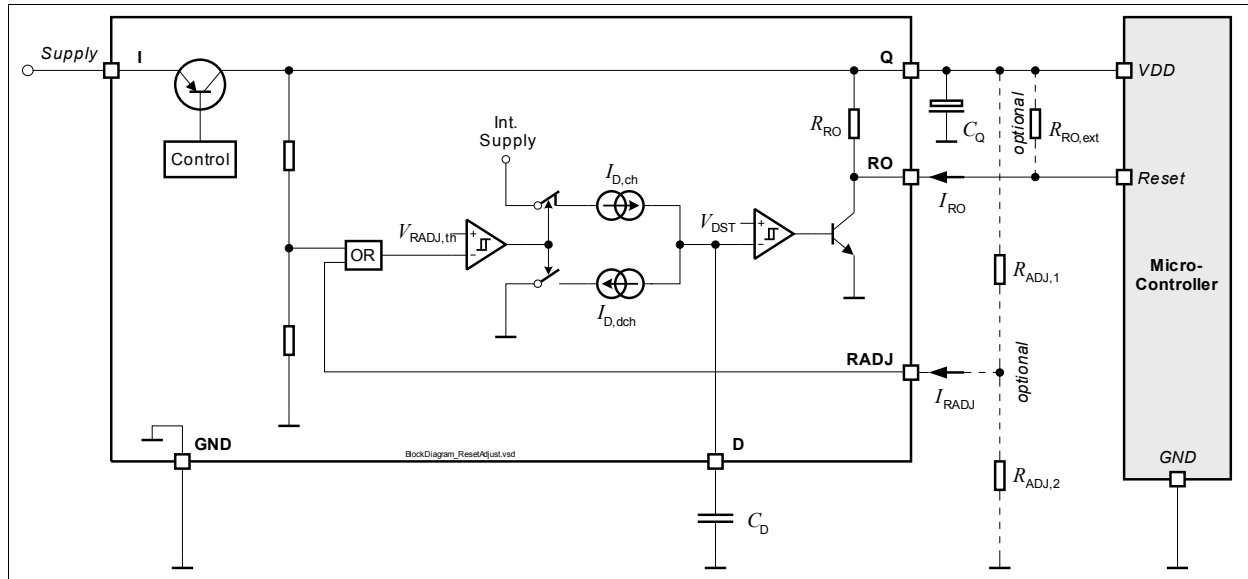 Supply
I
Q
VDD
Control
Int.
Supply
R_RO
C_Q
optional
R_RO,ext
RO
I_RO
Reset
I_D,ch
V_RADJ,th
+
−
OR
V_DST
+
−
I_D,dch
R_ADJ,1
Micro-
Controller
RADJ
I_RADJ
optional
GND
BlockDiagram_ResetAdjust.vsd
D
R_ADJ,2
GND
C_D